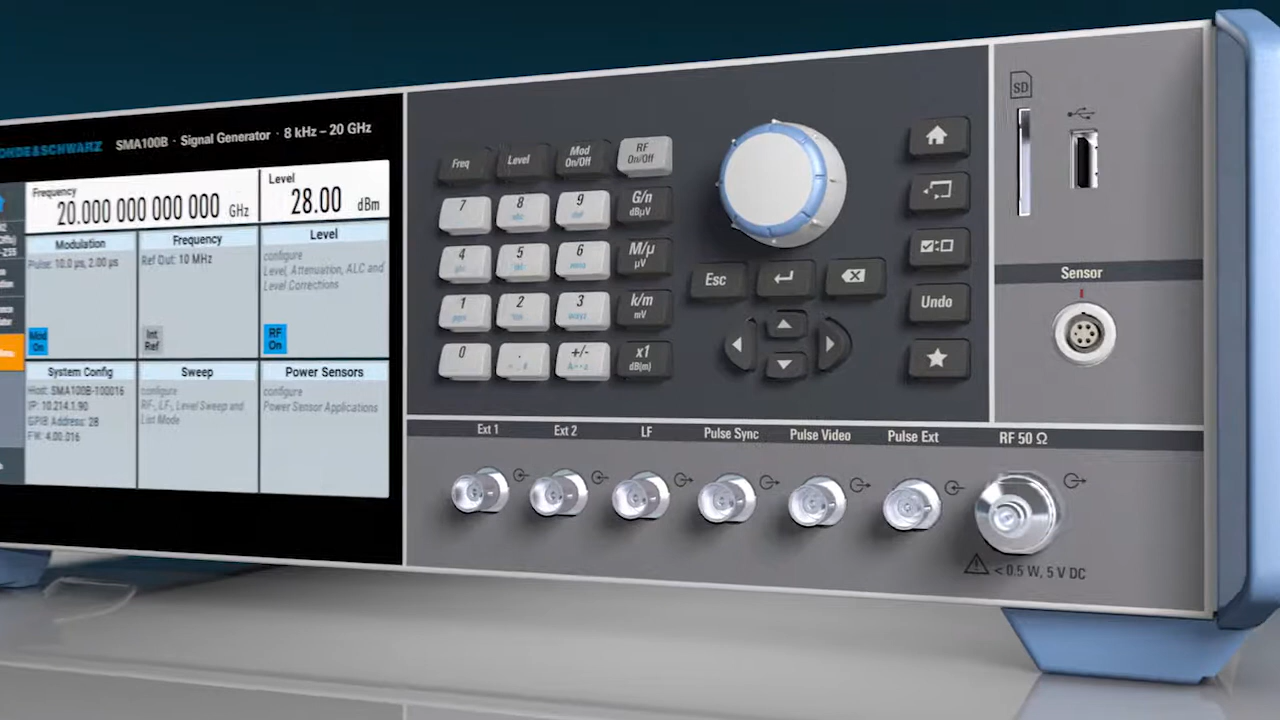 ROHDE&SCHWARZ SMA100B · Signal Generator · 8 kHz – 20 GHz
Frequency
20.000 000 000 000 GHz
Level
28.00 dBm
Modulation
Pulse: 10.0 µs, 2.00 µs
Mod
On
Frequency
Ref Out: 10 MHz
Int
Ref
Level
configure
Level, Attenuation, ALC and
Level Corrections
RF
On
System Config
Host: SMA100B-100016
IP: 10.214.1.90
GPIB Address: 28
FW: 4.00.016
Sweep
configure
RF-, LF-, Level Sweep and
List Mode
Power Sensors
configure
Power Sensor Applications
Freq
Level
Mod
On/Off
RF
On/Off
7
8
9
G/n
dBµV
4
5
6
M/µ
µV
1
2
3
k/m
mV
0
.
+/-
x1
dB(m)
Esc
Undo
SD
Sensor
Ext 1
Ext 2
LF
Pulse Sync
Pulse Video
Pulse Ext
RF 50 Ω
< 0.5 W, 5 V DC